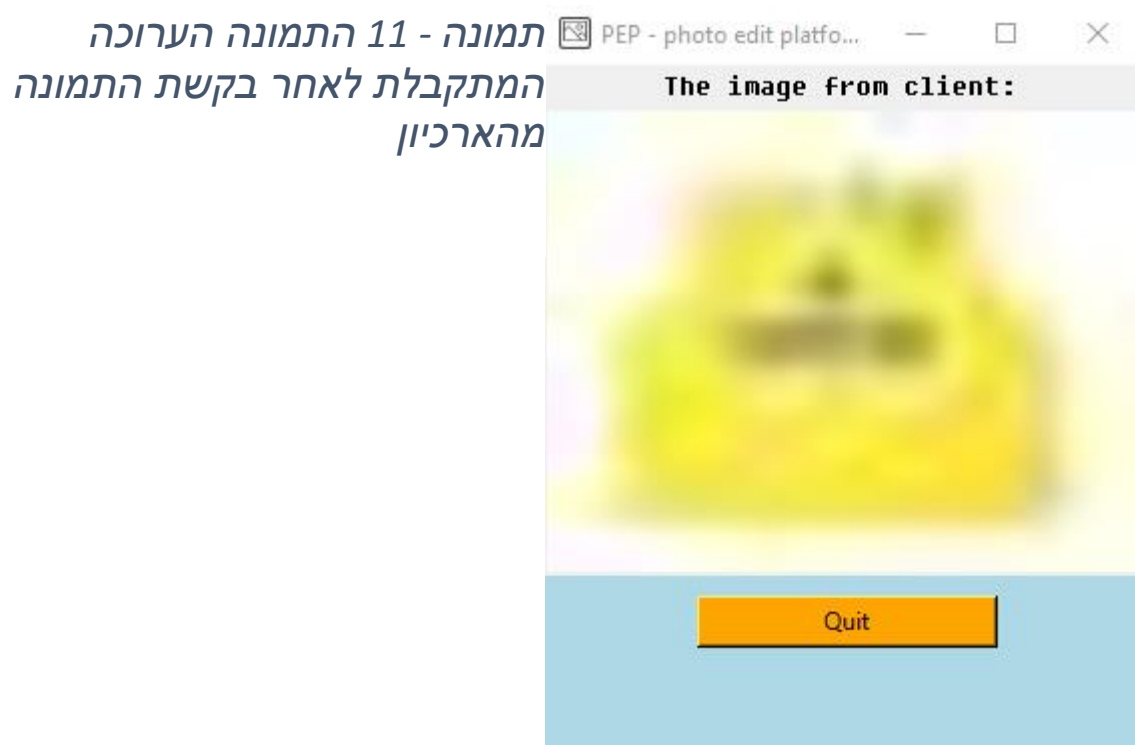 תמונה - 11 התמונה הערוכה
המתקבלת לאחר בקשת התמונה
מהארכיון
PEP - photo edit platfo...
The image from client:
Quit